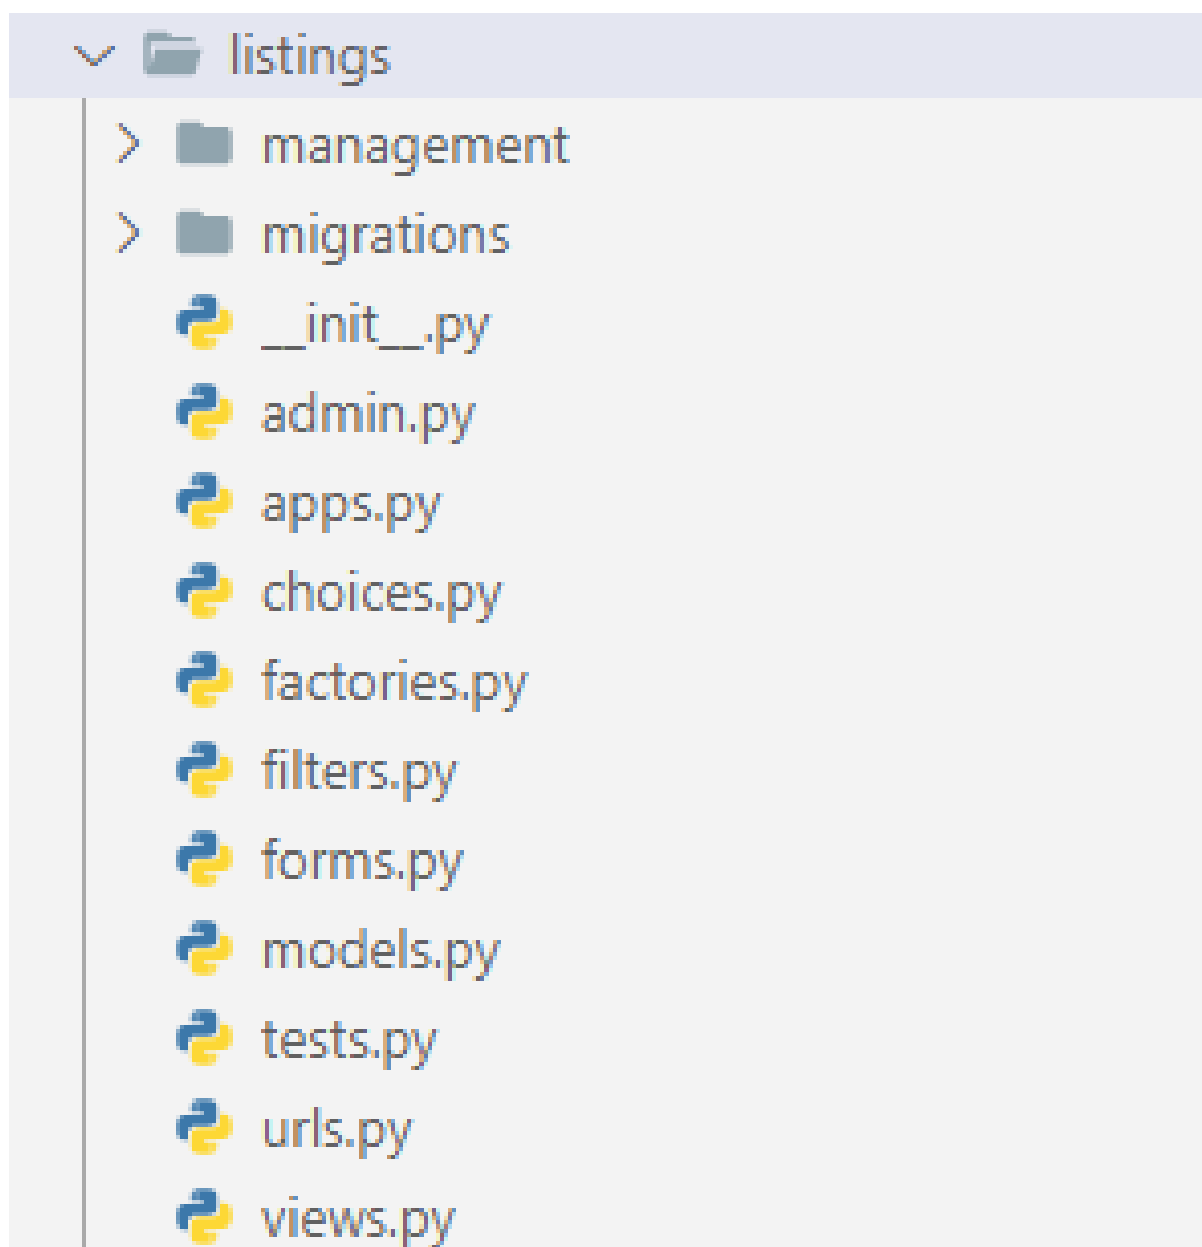 listings
management
migrations
__init__.py
admin.py
apps.py
choices.py
factories.py
filters.py
forms.py
models.py
tests.py
urls.py
views.py